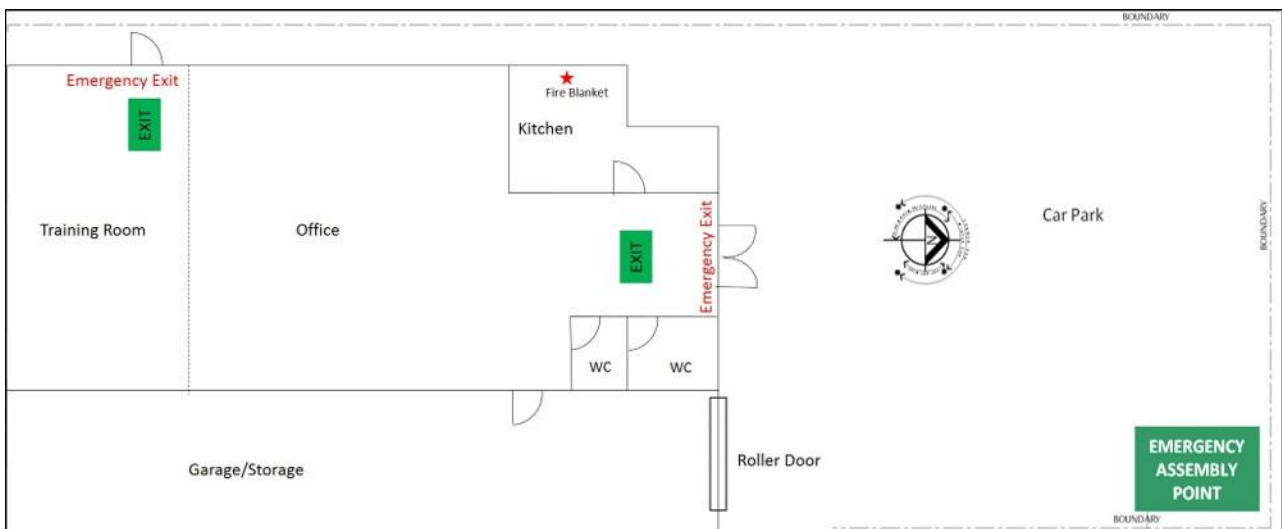 BOUNDARY
Emergency Exit
EXIT
Fire Blanket
Kitchen
Training Room
Office
EXIT
Emergency Exit
N
Car Park
BOUNDARY
WC
WC
Garage/Storage
Roller Door
EMERGENCY
ASSEMBLY
POINT
BOUNDARY